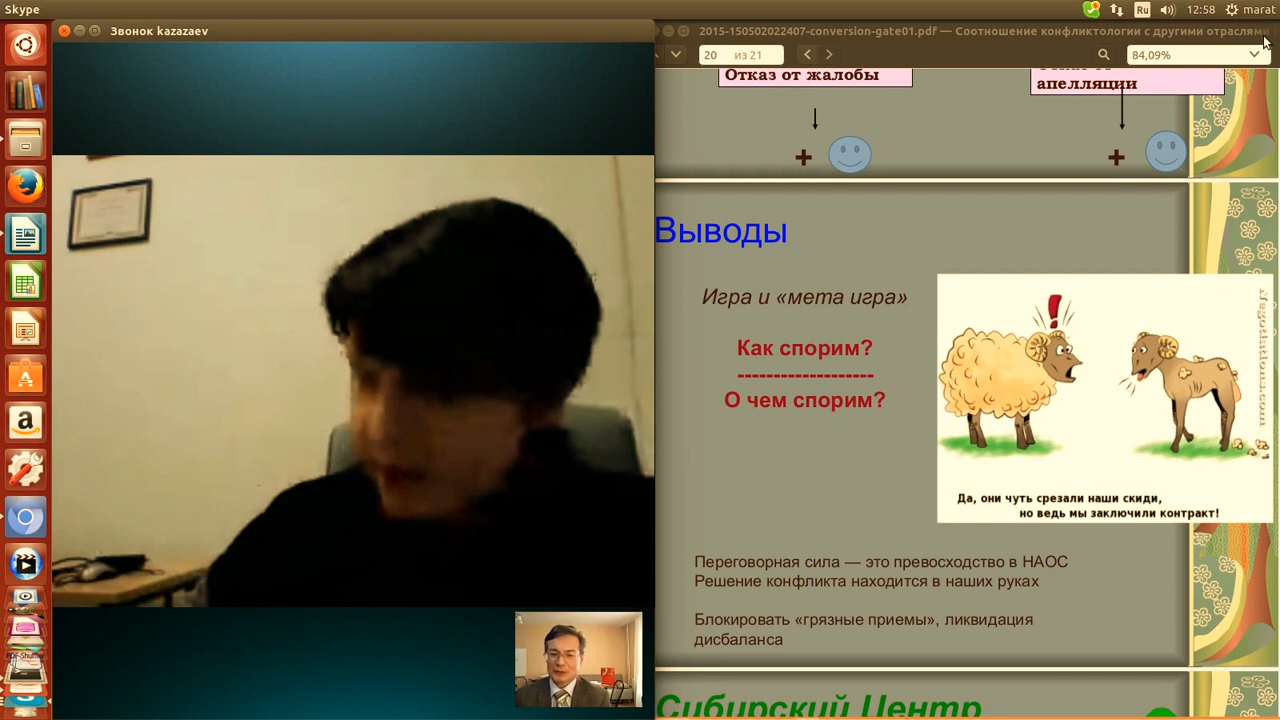 Skype
Ru
12:58
marat
Звонок kazazaev
2015-150502022407-conversion-gate01.pdf — Соотношение конфликтологии с другими отраслями
20
из 21
84,09%
Отказ от жалобы
апелляции
+
+
Выводы
Игра и «мета игра»
Как спорим?
-------------------
О чем спорим?
Да, они чуть срезали наши скиди,
но ведь мы заключили контракт!
Переговорная сила — это превосходство в НАОС
Решение конфликта находится в наших руках
Блокировать «грязные приемы», ликвидация
дисбаланса
Сибирский Центр